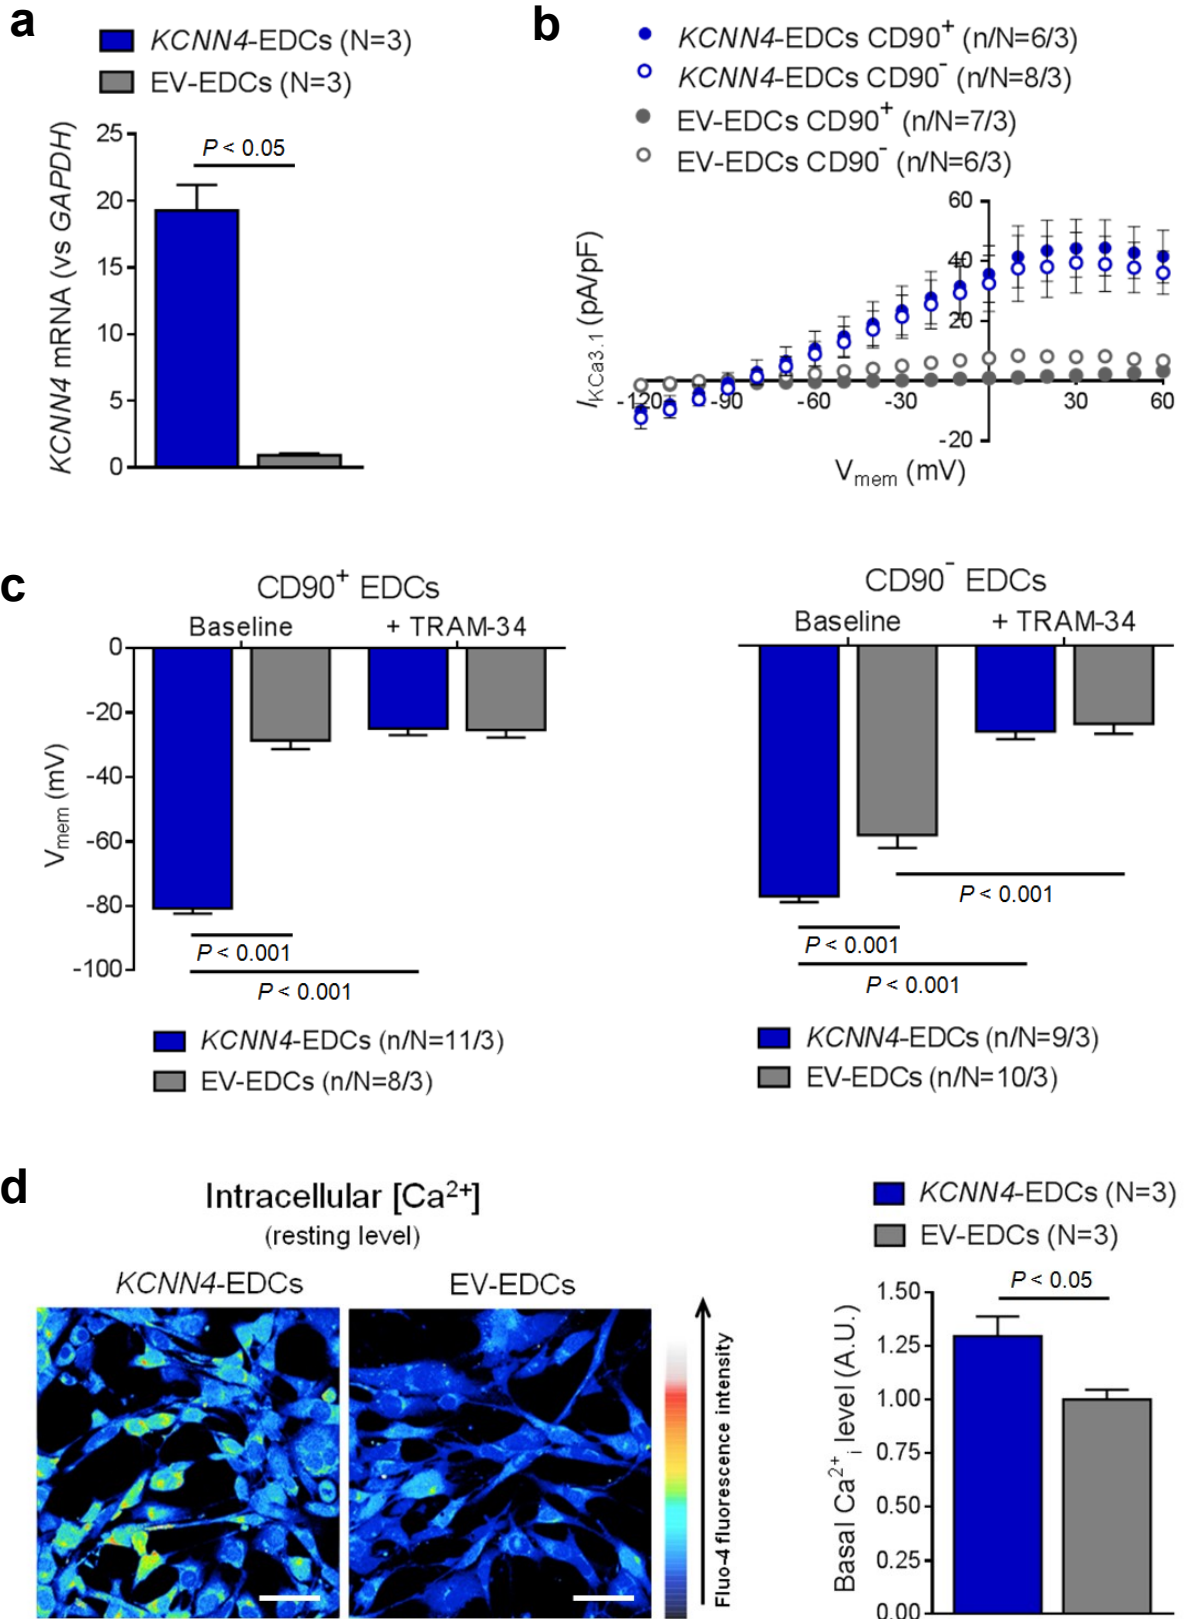 a
KCNN4-EDCs (N=3)
EV-EDCs (N=3)
KCNN4 mRNA (vs GAPDH)
25
20
15
10
5
0
P < 0.05
b
KCNN4-EDCs CD90+ (n/N=6/3)
KCNN4-EDCs CD90- (n/N=8/3)
EV-EDCs CD90+ (n/N=7/3)
EV-EDCs CD90- (n/N=6/3)
IKCa3.1 (pA/pF)
60
40
20
-20
-120 -90 -60 -30 30 60
Vmem (mV)
c
CD90+ EDCs
Baseline + TRAM-34
Vmem (mV)
0
-20
-40
-60
-80
-100
P < 0.001
P < 0.001
KCNN4-EDCs (n/N=11/3)
EV-EDCs (n/N=8/3)
CD90- EDCs
Baseline + TRAM-34
P < 0.001
P < 0.001
P < 0.001
KCNN4-EDCs (n/N=9/3)
EV-EDCs (n/N=10/3)
d
Intracellular [Ca2+]
(resting level)
KCNN4-EDCs EV-EDCs
Fluo-4 fluorescence intensity
KCNN4-EDCs (N=3)
EV-EDCs (N=3)
Basal Ca2+i level (A.U.)
P < 0.05
1.50
1.25
1.00
0.75
0.50
0.25
0.00